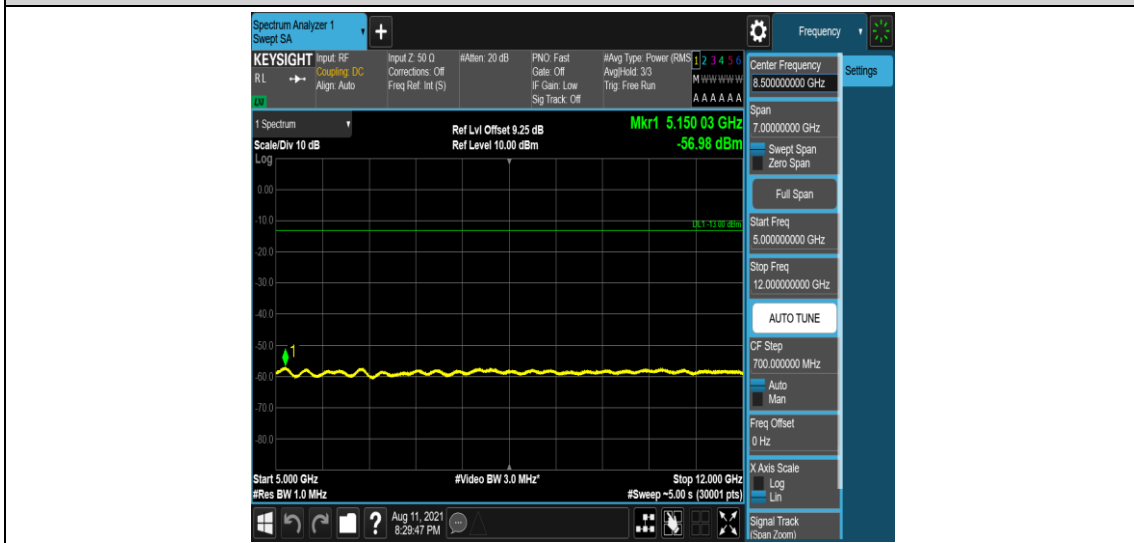 Spectrum Analyzer 1
Swept SA
+
Frequency
KEYSIGHT
RL
LXI
Input: RF
Coupling: DC
Align: Auto
Input Z: 50 Ω
Corrections: Off
Freq Ref: Int (S)
#Atten: 20 dB
PNO: Fast
Gate: Off
IF Gain: Low
Sig Track: Off
#Avg Type: Power (RMS
Avg|Hold: 3/3
Trig: Free Run
1 2 3 4 5 6
M W W W W W
A A A A A A
1 Spectrum
Scale/Div 10 dB
Ref Lvl Offset 9.25 dB
Ref Level 10.00 dBm
Mkr1 5.150 03 GHz
-56.98 dBm
Log
0.00
-10.0
DL1 -13.00 dBm
-20.0
-30.0
-40.0
-50.0
1
-60.0
-70.0
-80.0
Start 5.000 GHz
#Video BW 3.0 MHz*
Stop 12.000 GHz
#Res BW 1.0 MHz
#Sweep ~5.00 s (30001 pts)
?
Aug 11, 2021
8:29:47 PM
Center Frequency
8.500000000 GHz
Settings
Span
7.00000000 GHz
Swept Span
Zero Span
Full Span
Start Freq
5.000000000 GHz
Stop Freq
12.000000000 GHz
AUTO TUNE
CF Step
700.000000 MHz
Auto
Man
Freq Offset
0 Hz
X Axis Scale
Log
Lin
Signal Track
(Span Zoom)